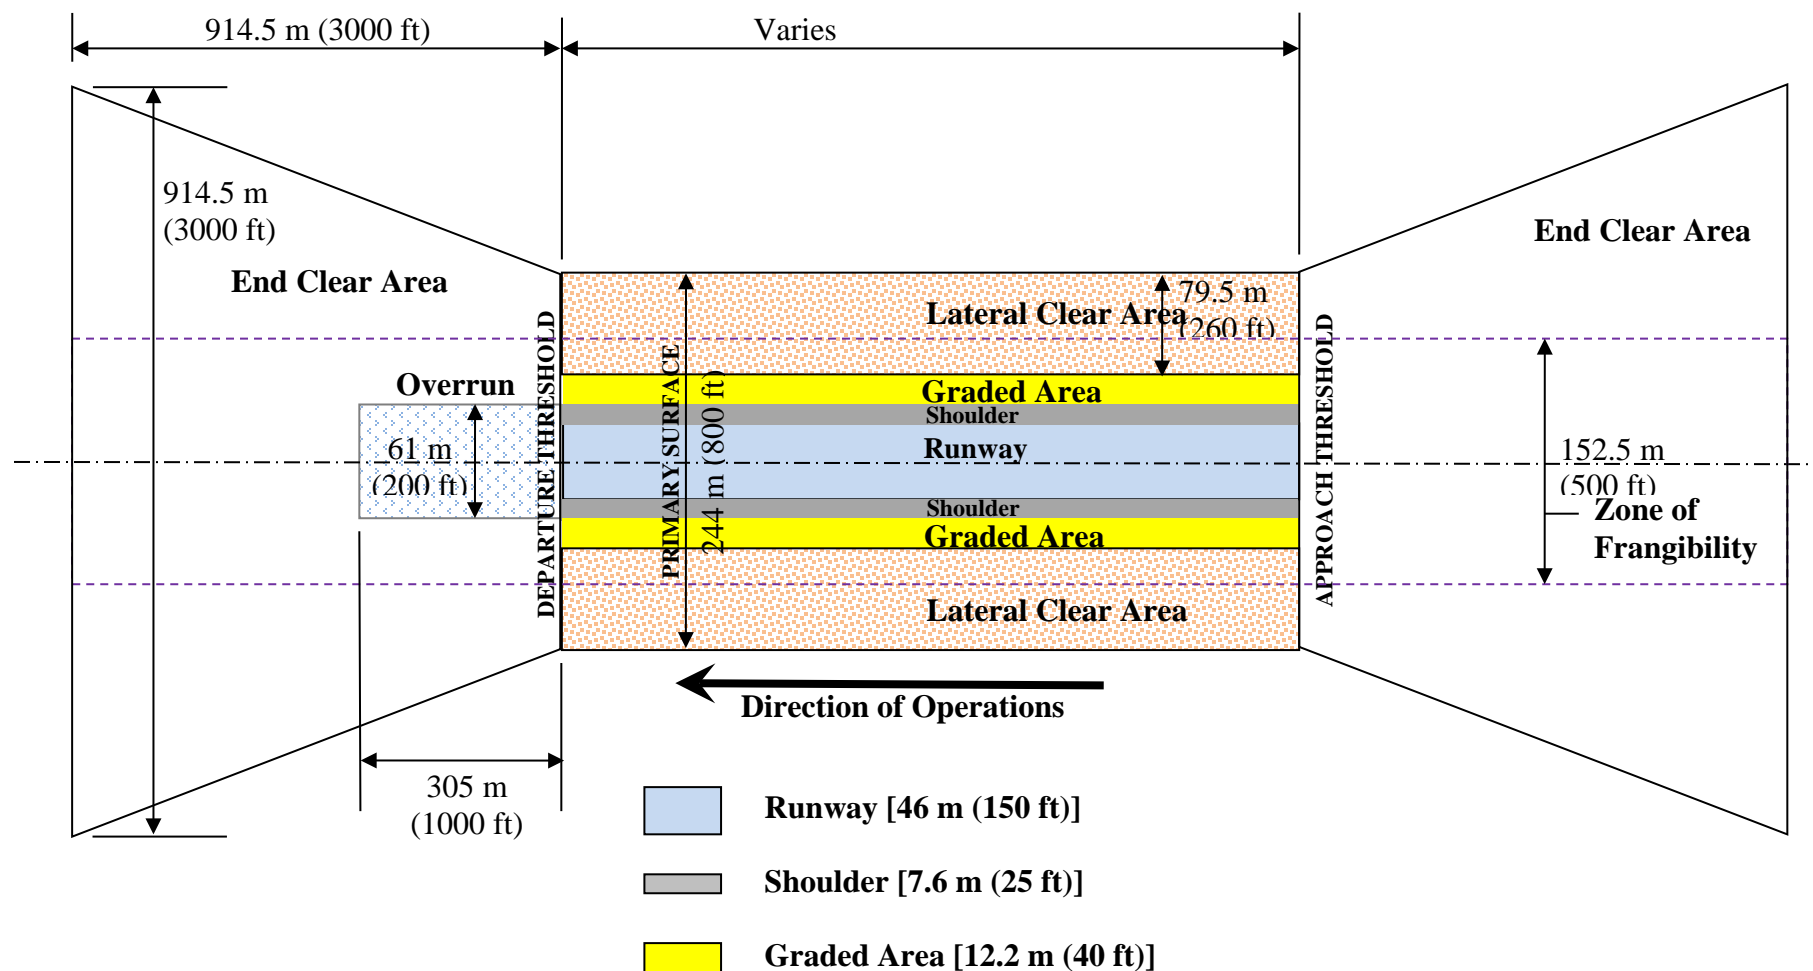 914.5 m (3000 ft)
Varies
914.5 m
(3000 ft)
End Clear Area
End Clear Area
79.5 m
(260 ft)
Lateral Clear Area
DEPARTURE THRESHOLD
PRIMARY SURFACE
244 m (800 ft)
APPROACH THRESHOLD
Overrun
Graded Area
Shoulder
Runway
61 m
(200 ft)
152.5 m
(500 ft)
Shoulder
Zone of
Frangibility
Graded Area
Lateral Clear Area
Direction of Operations
305 m
(1000 ft)
Runway [46 m (150 ft)]
Shoulder [7.6 m (25 ft)]
Graded Area [12.2 m (40 ft)]